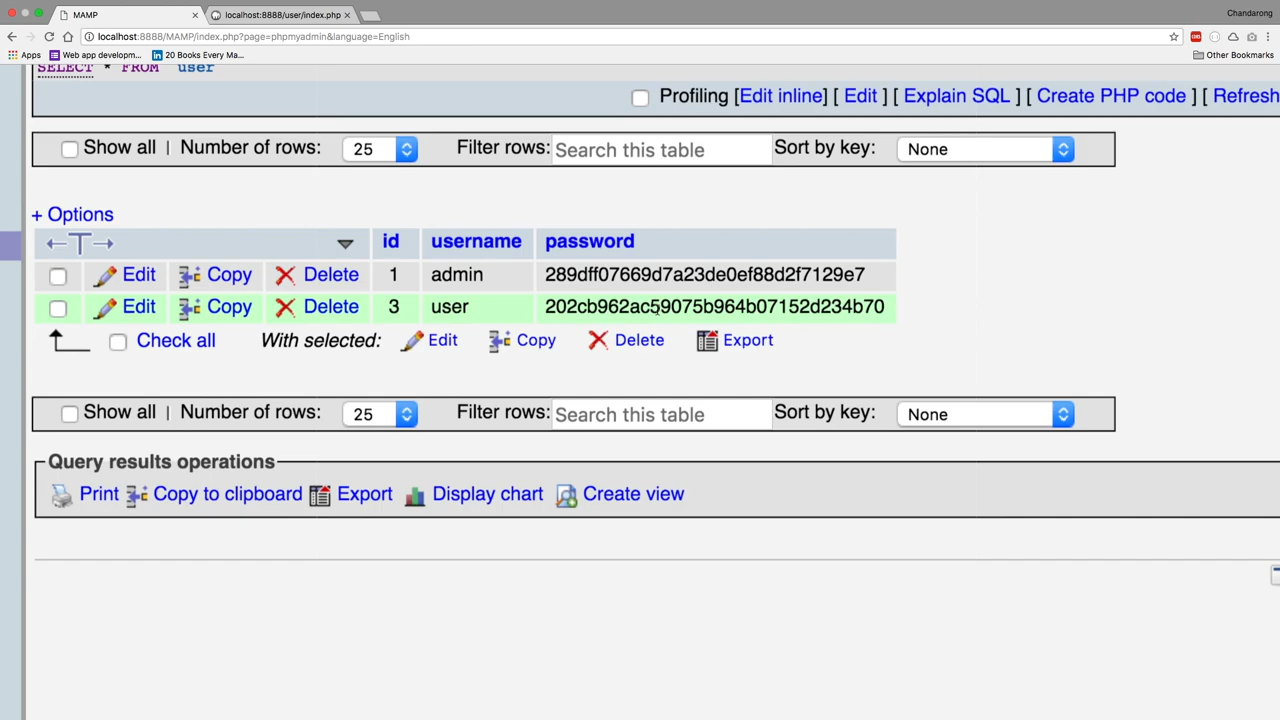 MAMP
localhost:8888/user/index.php
Chandarong
localhost:8888/MAMP/index.php?page=phpmyadmin&language=English
Apps Web app developm... 20 Books Every Ma... Other Bookmarks
SELECT * FROM user
Profiling [Edit inline] [ Edit ] [ Explain SQL ] [ Create PHP code ] [ Refresh
Show all | Number of rows: 25 Filter rows: Search this table Sort by key: None
+ Options
id username password
Edit Copy Delete 1 admin 289dff07669d7a23de0ef88d2f7129e7
Edit Copy Delete 3 user 202cb962ac59075b964b07152d234b70
Check all With selected: Edit Copy Delete Export
Show all | Number of rows: 25 Filter rows: Search this table Sort by key: None
Query results operations
Print Copy to clipboard Export Display chart Create view